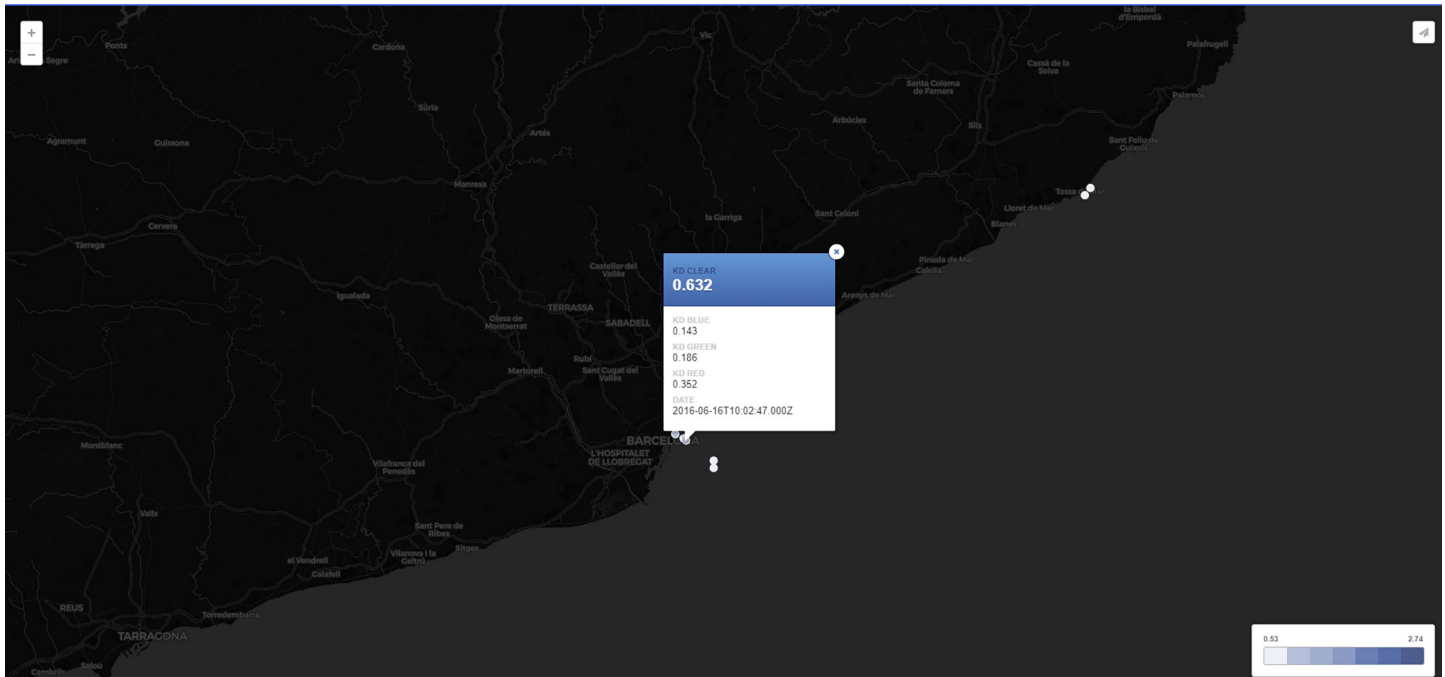 la Bisbal
d'Empordà
+
−
Ponts
Cardona
Vic
Palafrugell
Segre
Cassà de la
Selva
Santa Coloma
de Farners
Palamós
Súria
Arbúcies
Sils
Artés
Agramunt
Guissona
Sant Feliu de
Guíxols
Manresa
Tossa de Mar
Lloret de Mar
la Garriga
Sant Celoni
Blanes
Cervera
Tàrrega
Pineda de Mar
Calella
Castellar del
Vallès
KD CLEAR
0.632
Igualada
Arenys de Mar
TERRASSA
Olesa de
Montserrat
SABADELL
KD BLUE
0.143
KD GREEN
0.186
Rubí
Martorell
Sant Cugat del
Vallès
KD RED
0.352
DATE
2016-06-16T10:02:47.000Z
BARCELONA
Montblanc
L'HOSPITALET
DE LLOBREGAT
Vilafranca del
Penedès
Valls
Sant Pere de
Ribes
Sitges
Vilanova i la
Geltrú
el Vendrell
Calafell
REUS
Torredembarra
TARRAGONA
0.53 2.74
Salou
Cambrils